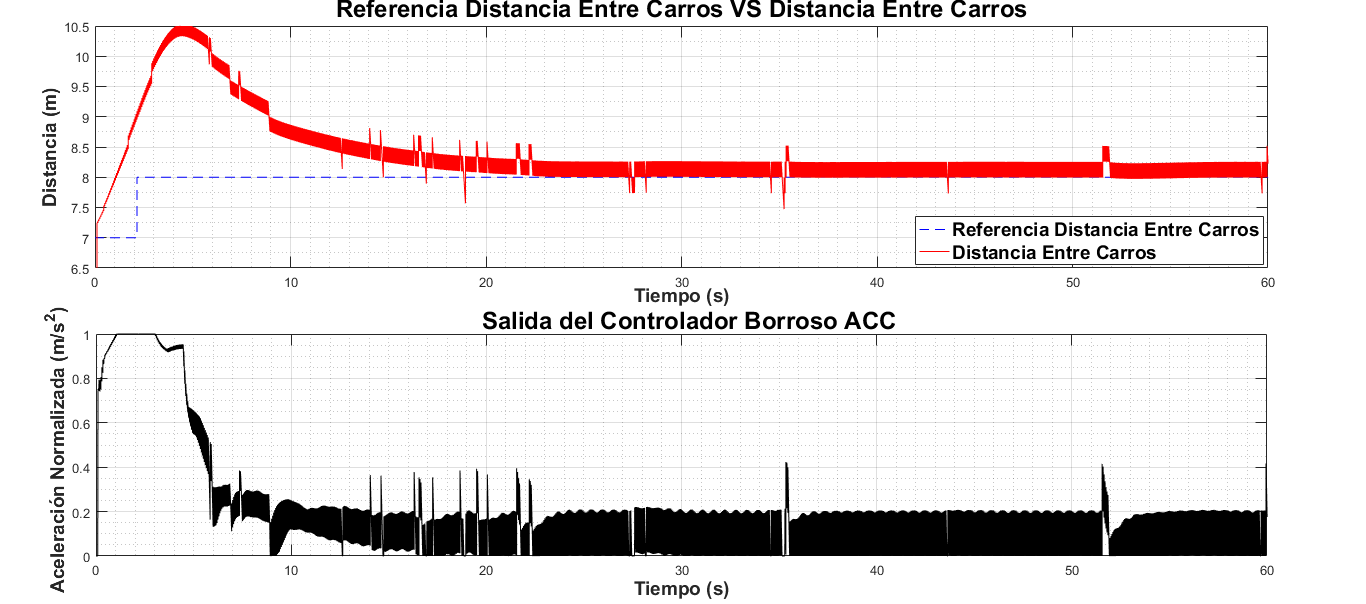 Referencia Distancia Entre Carros VS Distancia Entre Carros
10.5
10
9.5
9
8.5
8
7.5
7
6.5
Distancia (m)
Referencia Distancia Entre Carros
Distancia Entre Carros
0 10 20 30 40 50 60
Tiempo (s)
Salida del Controlador Borroso ACC
1
0.8
0.6
0.4
0.2
0
Aceleración Normalizada (m/s²)
0 10 20 30 40 50 60
Tiempo (s)